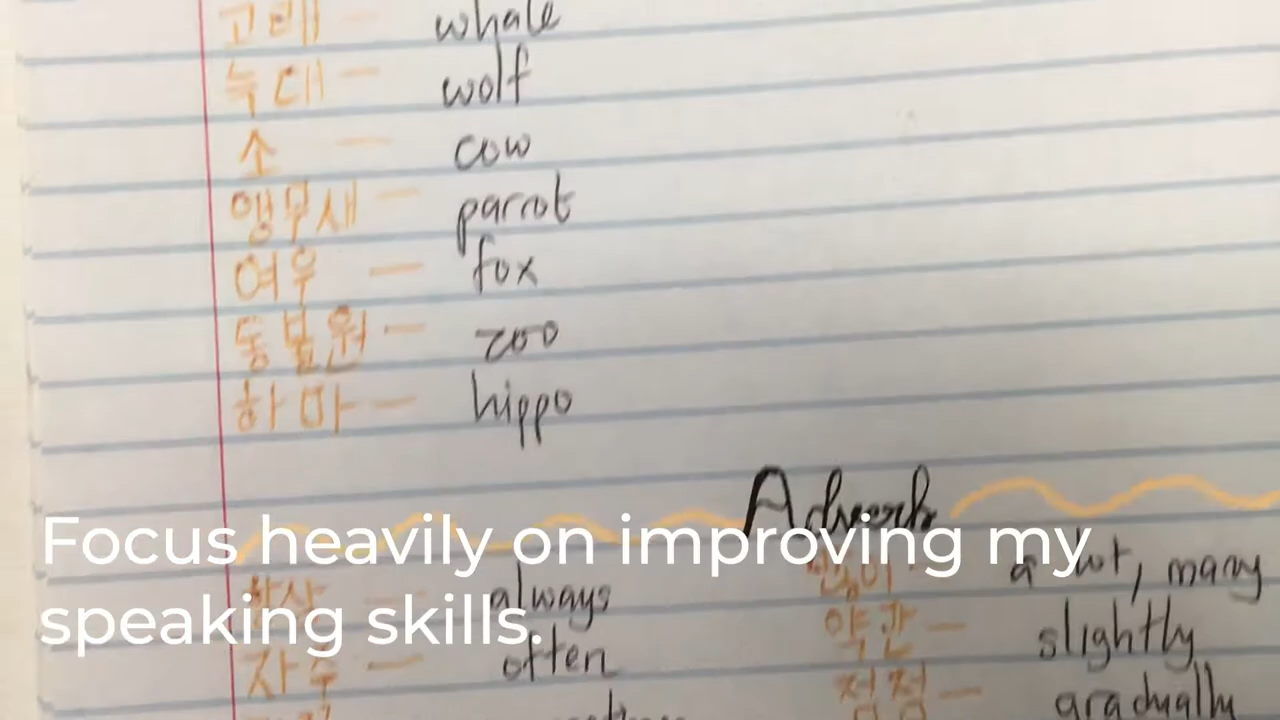 고래 — whale
늑대 — wolf
소 — cow
앵무새 — parrot
여우 — fox
동물원 — zoo
하마 — hippo
Adverb
Focus heavily on improving my
speaking skills.
항상 — always
자주 — often
많이 a lot, many
약간 — slightly
점점 — gradually